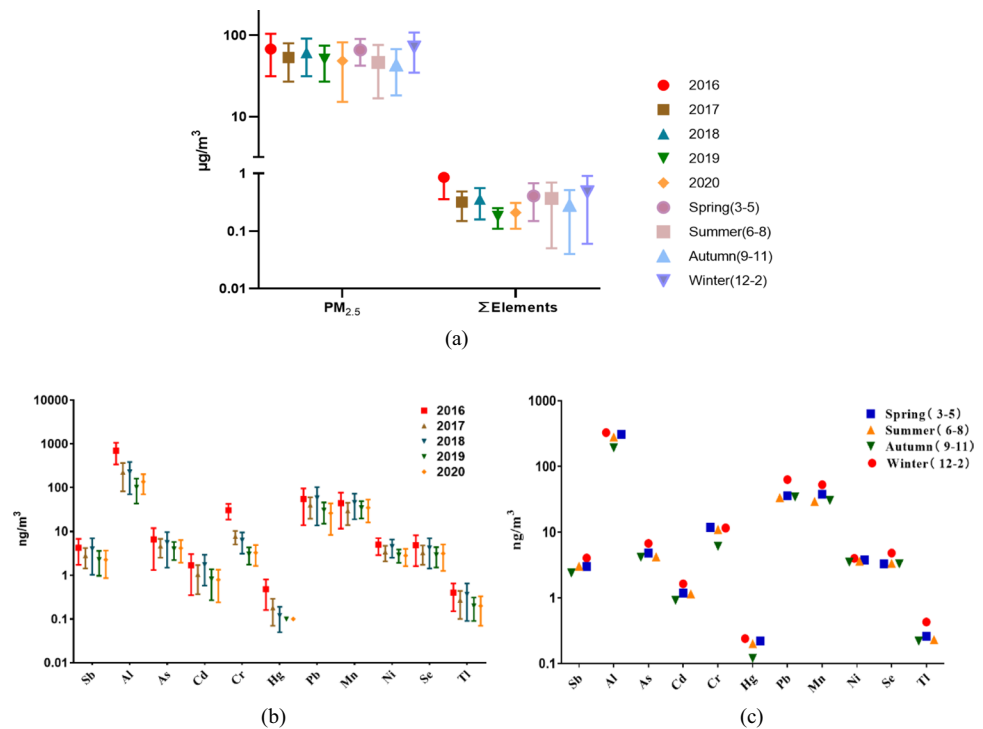 100
10
1
0.1
0.01
µg/m³
PM2.5
∑Elements
2016
2017
2018
2019
2020
Spring(3-5)
Summer(6-8)
Autumn(9-11)
Winter(12-2)
(a)
10000
1000
100
10
1
0.1
0.01
ng/m³
Sb
Al
As
Cd
Cr
Hg
Pb
Mn
Ni
Se
Tl
2016
2017
2018
2019
2020
(b)
1000
100
10
1
0.1
ng/m³
Sb
Al
As
Cd
Cr
Hg
Pb
Mn
Ni
Se
Tl
Spring( 3-5)
Summer( 6-8)
Autumn( 9-11)
Winter( 12-2)
(c)